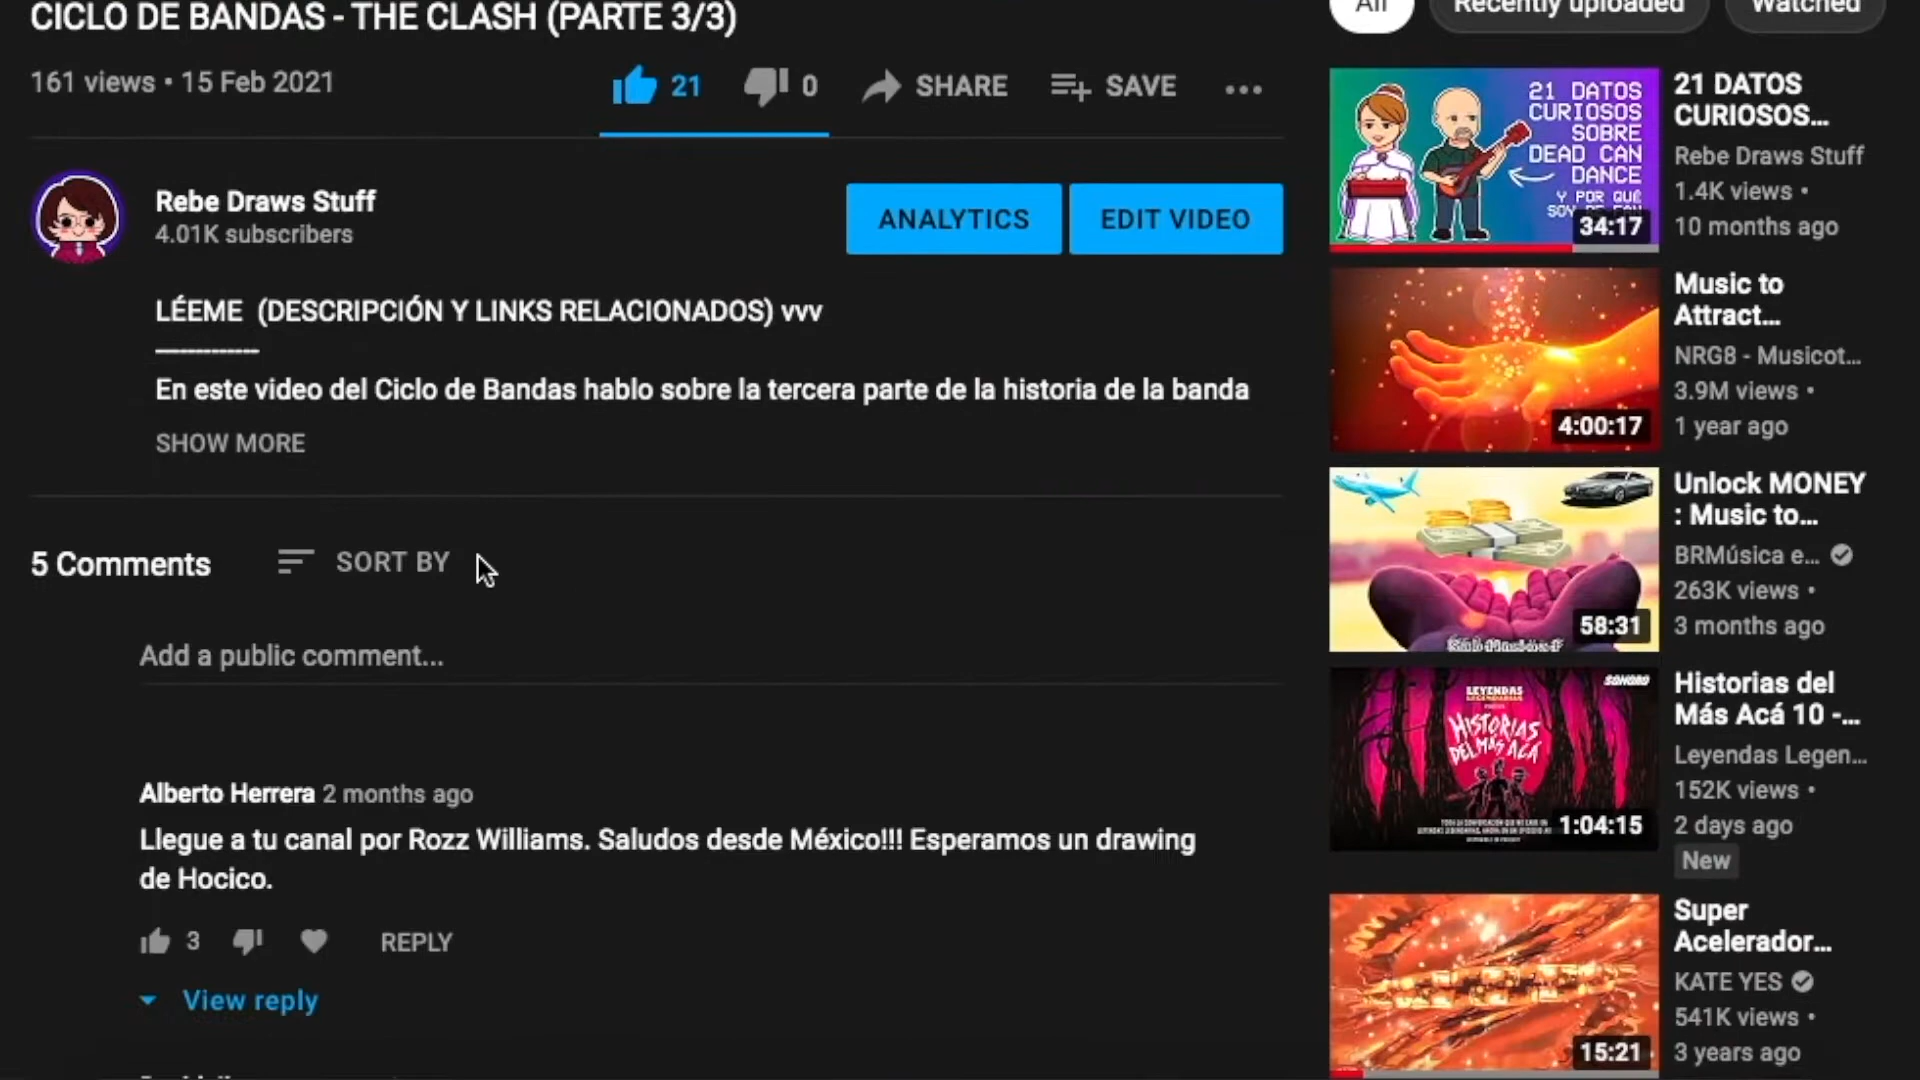 CICLO DE BANDAS - THE CLASH (PARTE 3/3)
161 views • 15 Feb 2021
21
0
SHARE
SAVE
Rebe Draws Stuff
4.01K subscribers
ANALYTICS
EDIT VIDEO
LÉEME (DESCRIPCIÓN Y LINKS RELACIONADOS) vvv
-------------
En este video del Ciclo de Bandas hablo sobre la tercera parte de la historia de la banda
SHOW MORE
5 Comments
SORT BY
Add a public comment...
Alberto Herrera 2 months ago
Llegue a tu canal por Rozz Williams. Saludos desde México!!! Esperamos un drawing
de Hocico.
3
REPLY
View reply
All
Recently uploaded
Watched
21 DATOS
CURIOSOS
SOBRE
DEAD CAN
DANCE
Y POR QUÉ
34:17
21 DATOS
CURIOSOS...
Rebe Draws Stuff
1.4K views •
10 months ago
4:00:17
Music to
Attract...
NRG8 - Musicot...
3.9M views •
1 year ago
58:31
Unlock MONEY
: Music to...
BRMúsica e...
263K views •
3 months ago
SONORO
LEYENDAS
LEGENDARIAS
HISTORIAS
DEL MÁS ACÁ
1:04:15
Historias del
Más Acá 10 -...
Leyendas Legen...
152K views •
2 days ago
New
15:21
Super
Acelerador...
KATE YES
541K views •
3 years ago